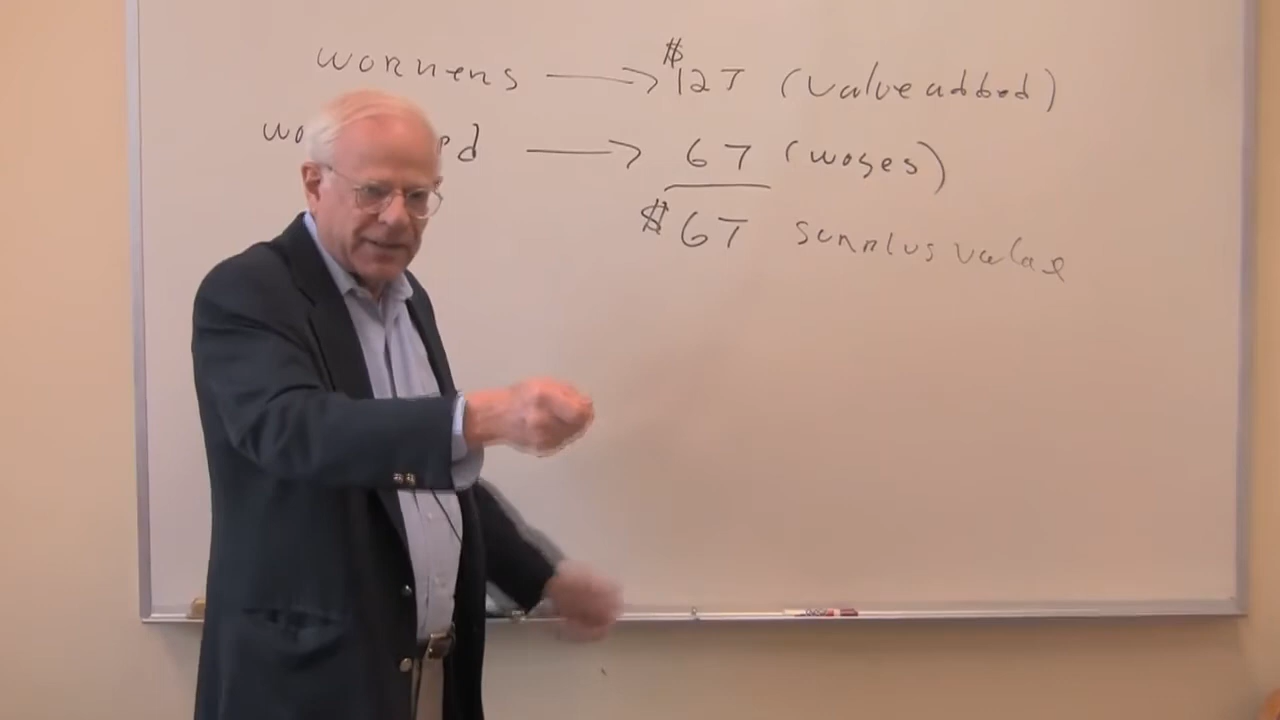 workers → $127 (value added)
→ 67 (wages)
$67 surplus value